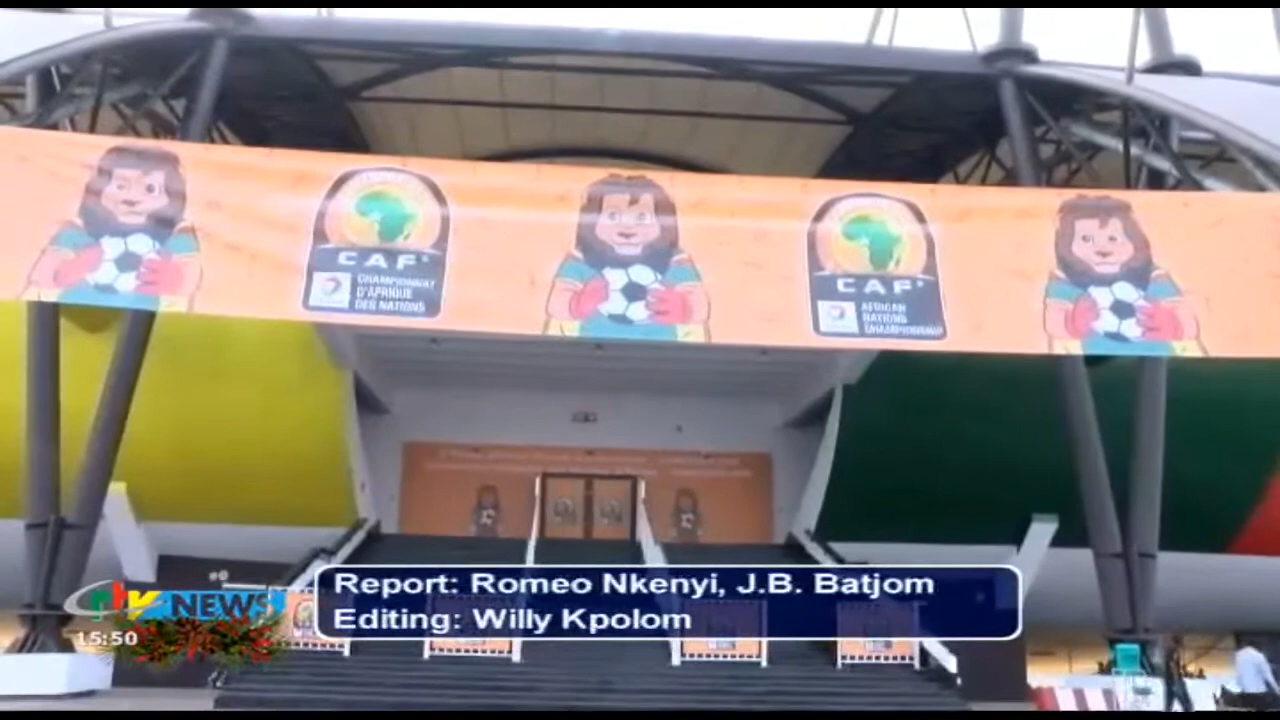 CAF
CHAMPIONNAT
D'AFRIQUE
DES NATIONS
CAF
AFRICAN
NATIONS
CHAMPIONSHIP
Report: Romeo Nkenyi, J.B. Batjom
Editing: Willy Kpolom
NEWS
15:50